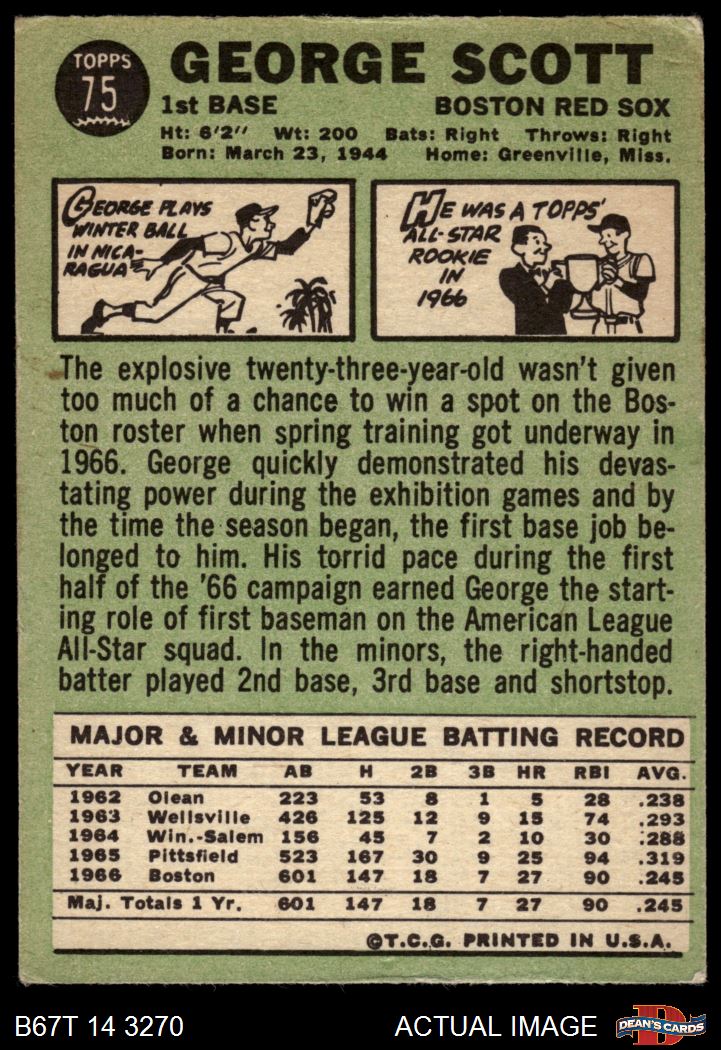 TOPPS
75
GEORGE SCOTT
1st BASE BOSTON RED SOX
Ht: 6'2" Wt: 200 Bats: Right Throws: Right
Born: March 23, 1944 Home: Greenville, Miss.
GEORGE PLAYS
WINTER BALL
IN NICA-
RAGUA
HE WAS A TOPPS'
ALL-STAR
ROOKIE
IN
1966
The explosive twenty-three-year-old wasn't given
too much of a chance to win a spot on the Bos-
ton roster when spring training got underway in
1966. George quickly demonstrated his devas-
tating power during the exhibition games and by
the time the season began, the first base job be-
longed to him. His torrid pace during the first
half of the '66 campaign earned George the start-
ing role of first baseman on the American League
All-Star squad. In the minors, the right-handed
batter played 2nd base, 3rd base and shortstop.
MAJOR & MINOR LEAGUE BATTING RECORD
YEAR TEAM AB H 2B 3B HR RBI AVG.
1962 Olean 223 53 8 1 5 28 .238
1963 Wellsville 426 125 12 9 15 74 .293
1964 Win.-Salem 156 45 7 2 10 30 .288
1965 Pittsfield 523 167 30 9 25 94 .319
1966 Boston 601 147 18 7 27 90 .245
Maj. Totals 1 Yr. 601 147 18 7 27 90 .245
©T.C.G. PRINTED IN U.S.A.
B67T 14 3270 ACTUAL IMAGE
D
DEAN'S CARDS